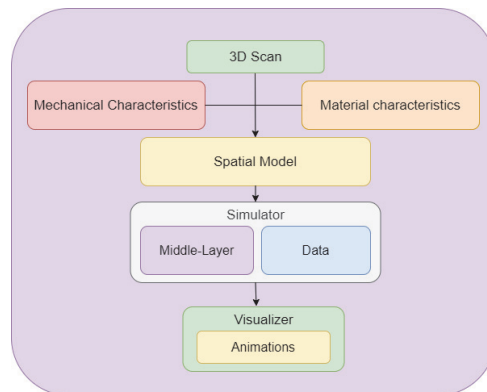 3D Scan
Mechanical Characteristics
Material characteristics
Spatial Model
Simulator
Middle-Layer
Data
Visualizer
Animations